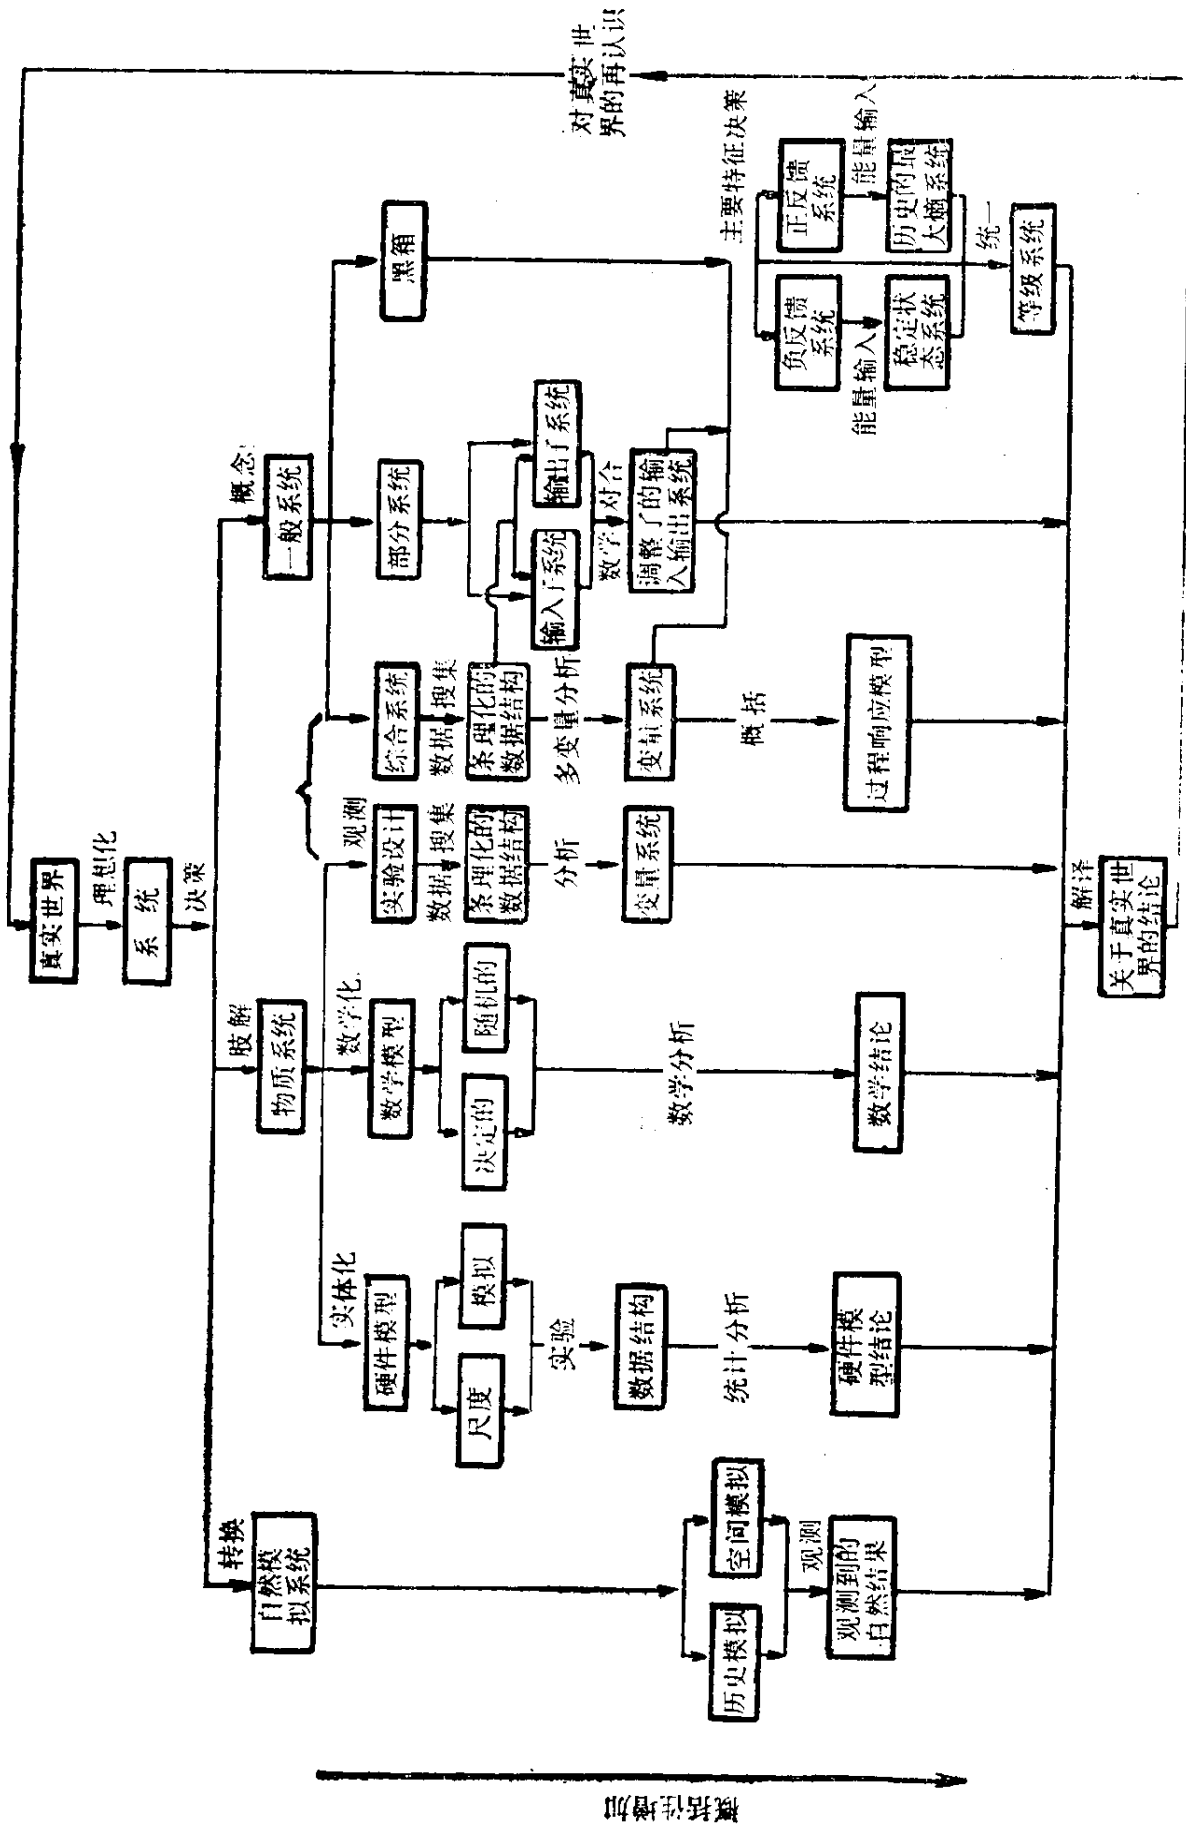 对真实世
界的再认识
真实世界
理想化
系统
决策
转换
肢解
概念
自然模
拟系统
物质系统
一般系统
实体化
数学化
观测
硬件模型
数学模型
实验设计
综合系统
部分系统
黑箱
数据搜集
数据搜集
尺度
模拟
决定的
随机的
条理化的
数据结构
条理化的
数据结构
输入子系统
输出子系统
实验
分析
多变量分析
数学对合
数据结构
变量系统
变量系统
调整了的输
入输出系统
历史模拟
空间模拟
统计分析
数学分析
概括
主要特征决策
负反馈
系统
正反馈
系统
观测
能量输入
能量输入
观测到的
自然结果
硬件模
型结论
数学结论
过程响应模型
稳定状
态系统
历史的最
大熵系统
统一
等级系统
解译
关于真实世
界的结论
概括性增加